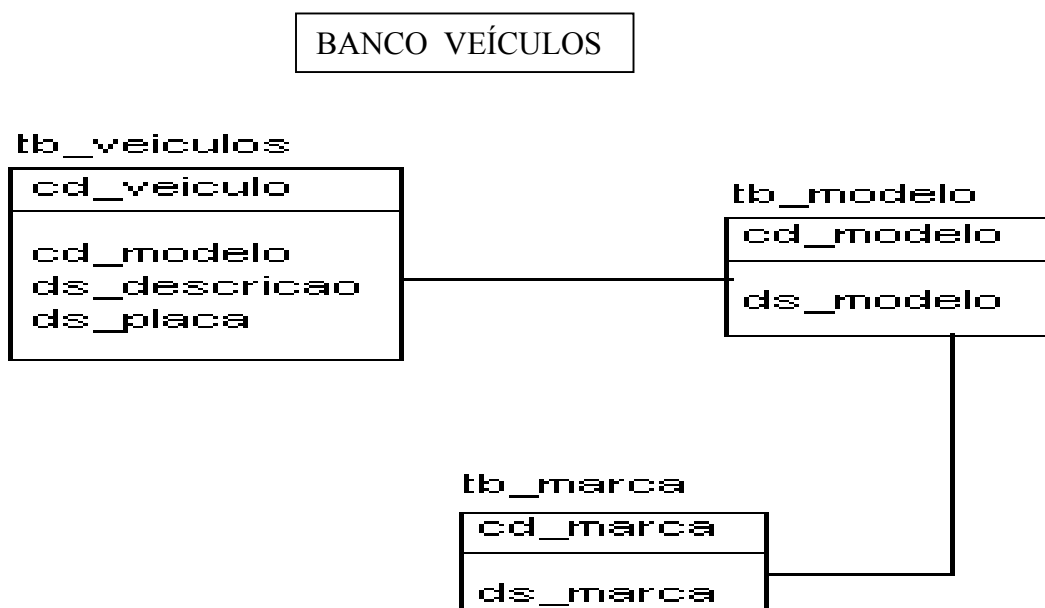 BANCO VEÍCULOS
tb_veiculos
cd_veiculo
cd_modelo
ds_descricao
ds_placa
tb_modelo
cd_modelo
ds_modelo
tb_marca
cd_marca
ds_marca